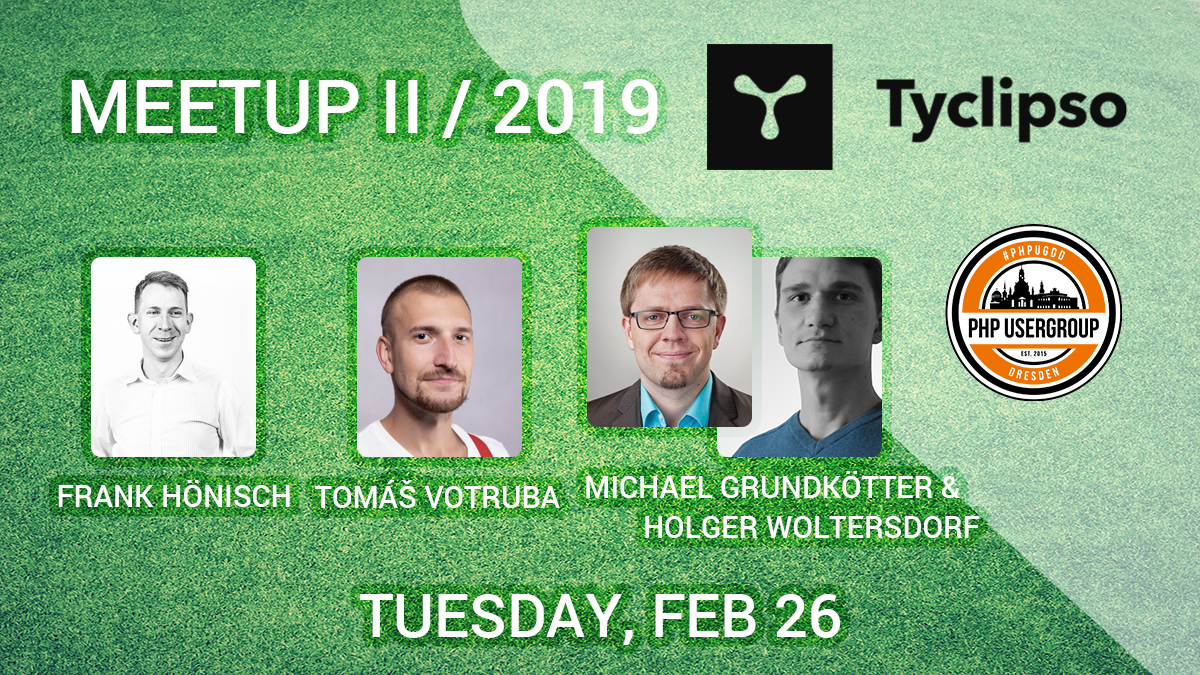 MEETUP II / 2019
Tyclipso
#PHPUGDD
PHP USERGROUP
EST. 2015
DRESDEN
FRANK HÖNISCH
TOMÁŠ VOTRUBA
MICHAEL GRUNDKÖTTER &
HOLGER WOLTERSDORF
TUESDAY, FEB 26